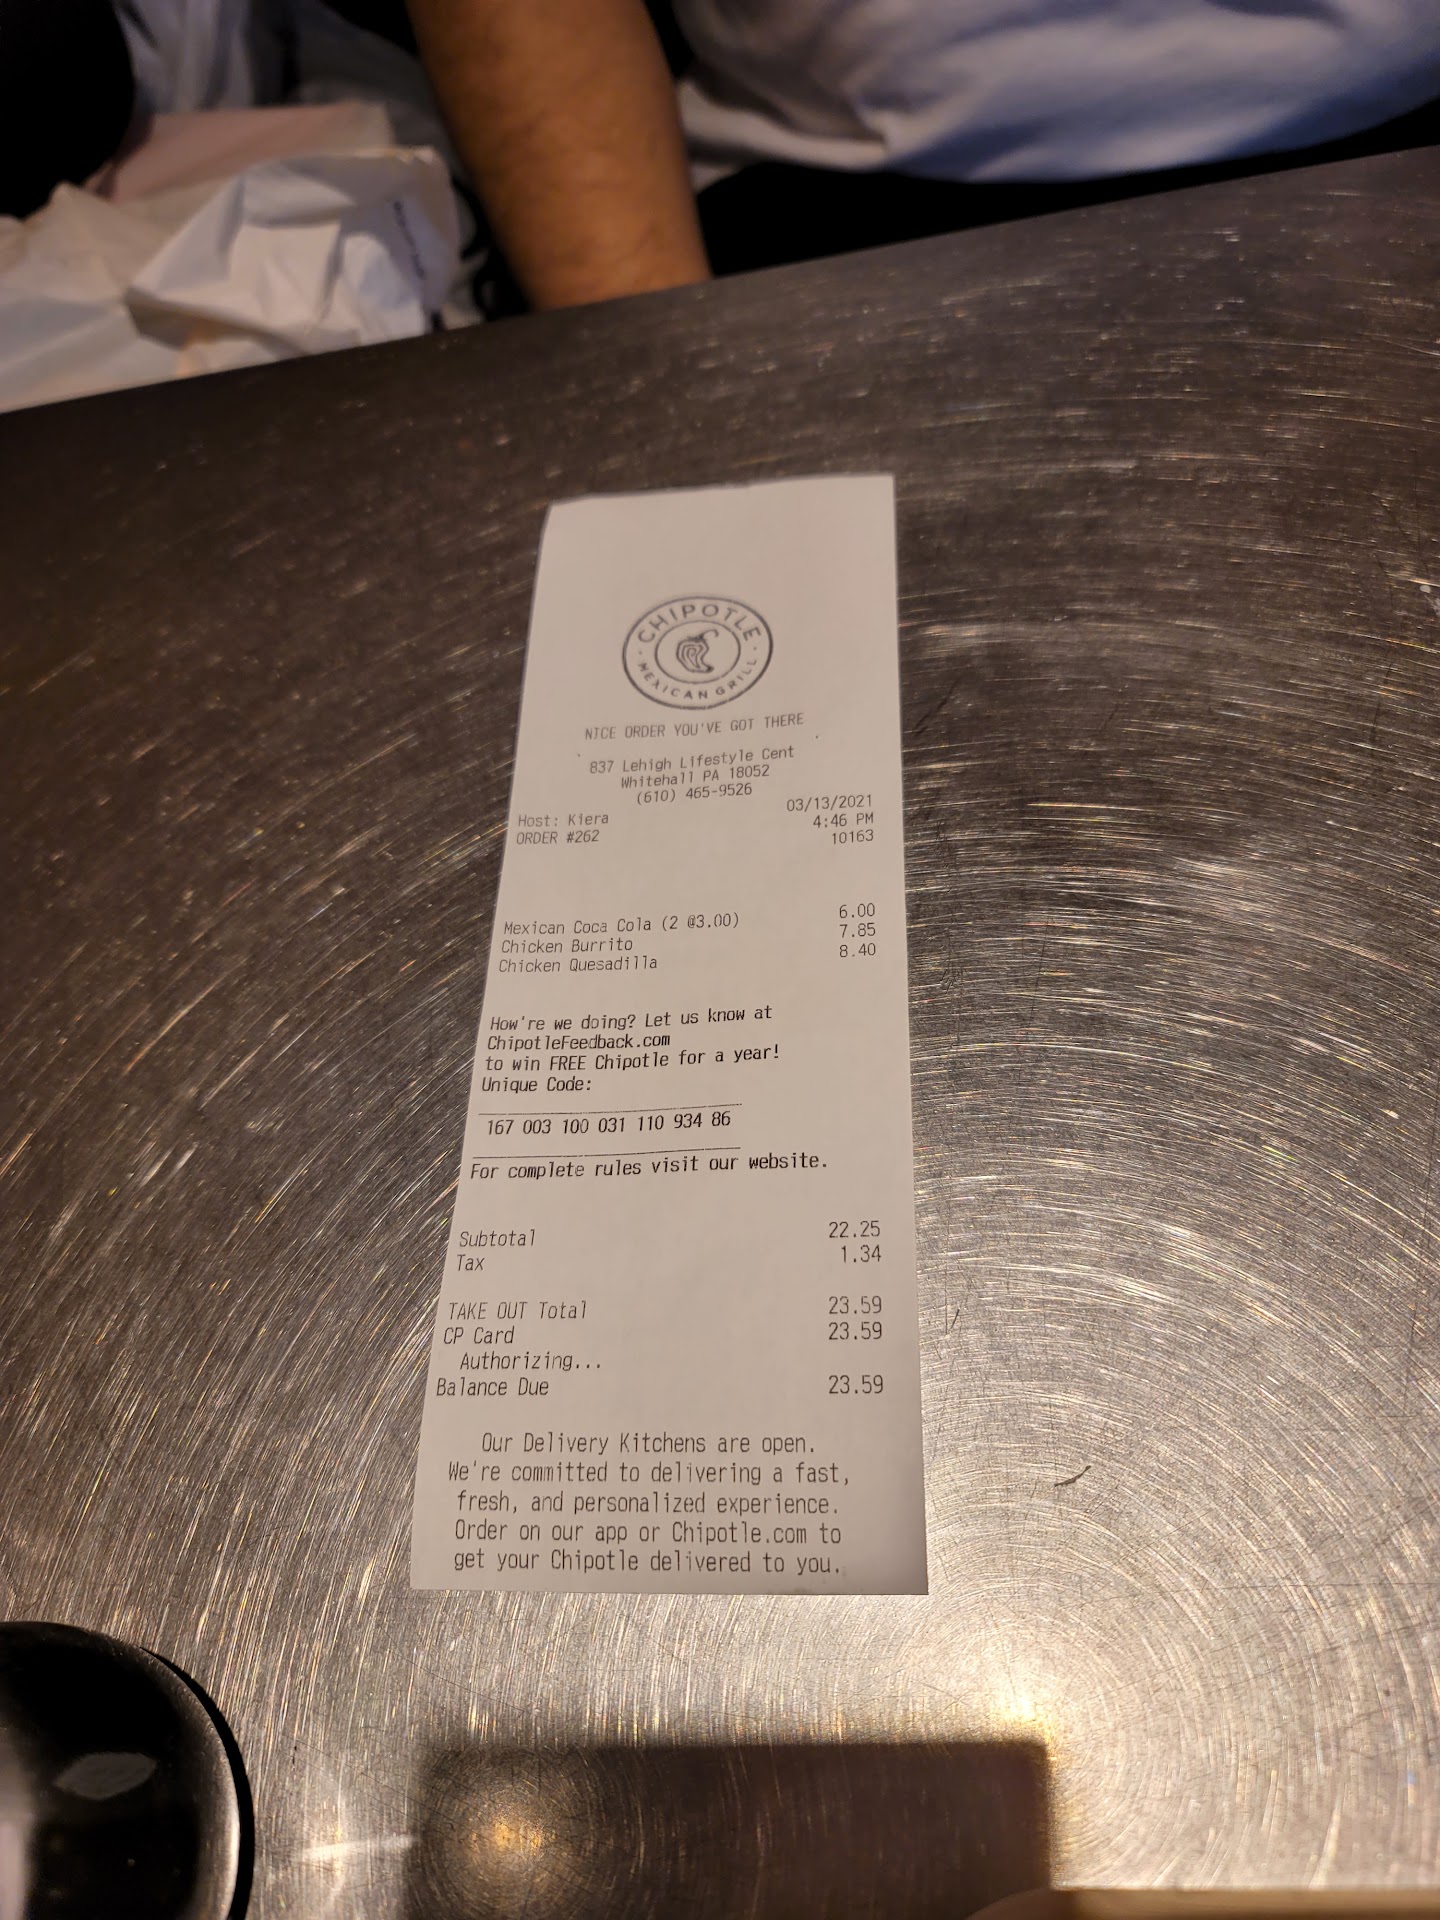 CHIPOTLE
MEXICAN GRILL
NICE ORDER YOU'VE GOT THERE
837 Lehigh Lifestyle Cent
Whitehall PA 18052
(610) 465-9526
03/13/2021
Host: Kiera 4:46 PM
ORDER #262 10163
Mexican Coca Cola (2 @3.00) 6.00
Chicken Burrito 7.85
Chicken Quesadilla 8.40
How're we doing? Let us know at
ChipotleFeedback.com
to win FREE Chipotle for a year!
Unique Code:
167 003 100 031 110 934 86
For complete rules visit our website.
Subtotal 22.25
Tax 1.34
TAKE OUT Total 23.59
CP Card 23.59
Authorizing...
Balance Due 23.59
Our Delivery Kitchens are open.
We're committed to delivering a fast,
fresh, and personalized experience.
Order on our app or Chipotle.com to
get your Chipotle delivered to you.